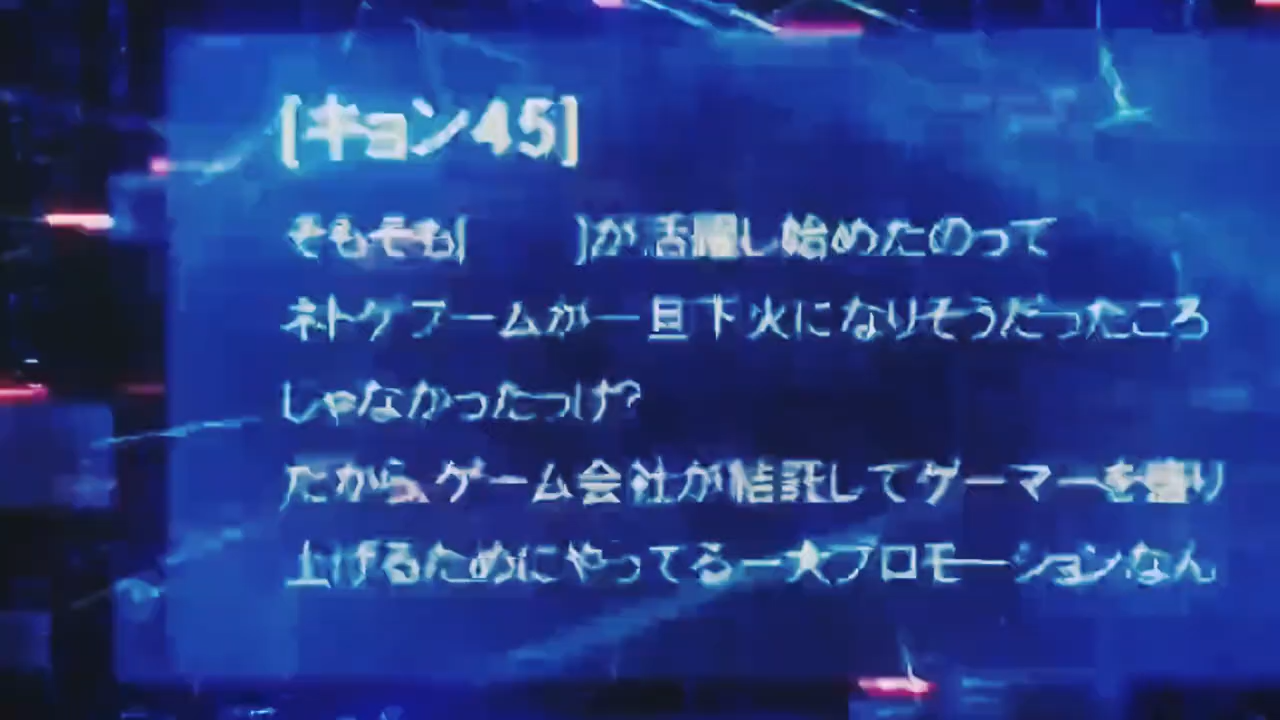 [キョン45]
そもそも[　　]が活躍し始めたのって
ネトゲブームが一旦下火になりそうだったころ
じゃなかったっけ?
だから、ゲーム会社が結託してゲーマーを盛り
上げるためにやってる一大プロモーションなん